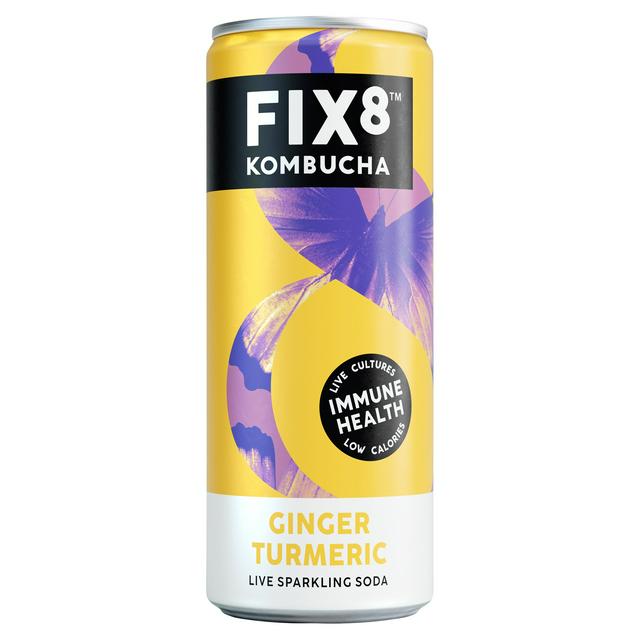 FIX8™
KOMBUCHA
LIVE CULTURES
IMMUNE
HEALTH
LOW CALORIES
GINGER
TURMERIC
LIVE SPARKLING SODA